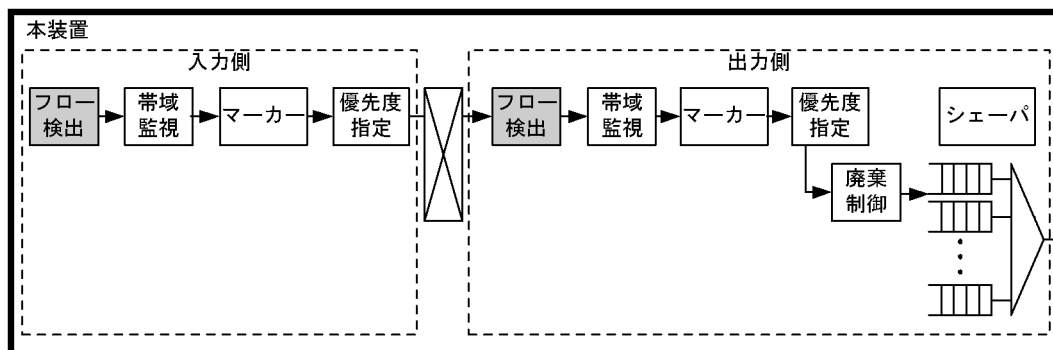 本装置
入力側
出力側
フロー
検出
帯域
監視
マーカー
優先度
指定
フロー
検出
帯域
監視
マーカー
優先度
指定
シェーパ
廃棄
制御